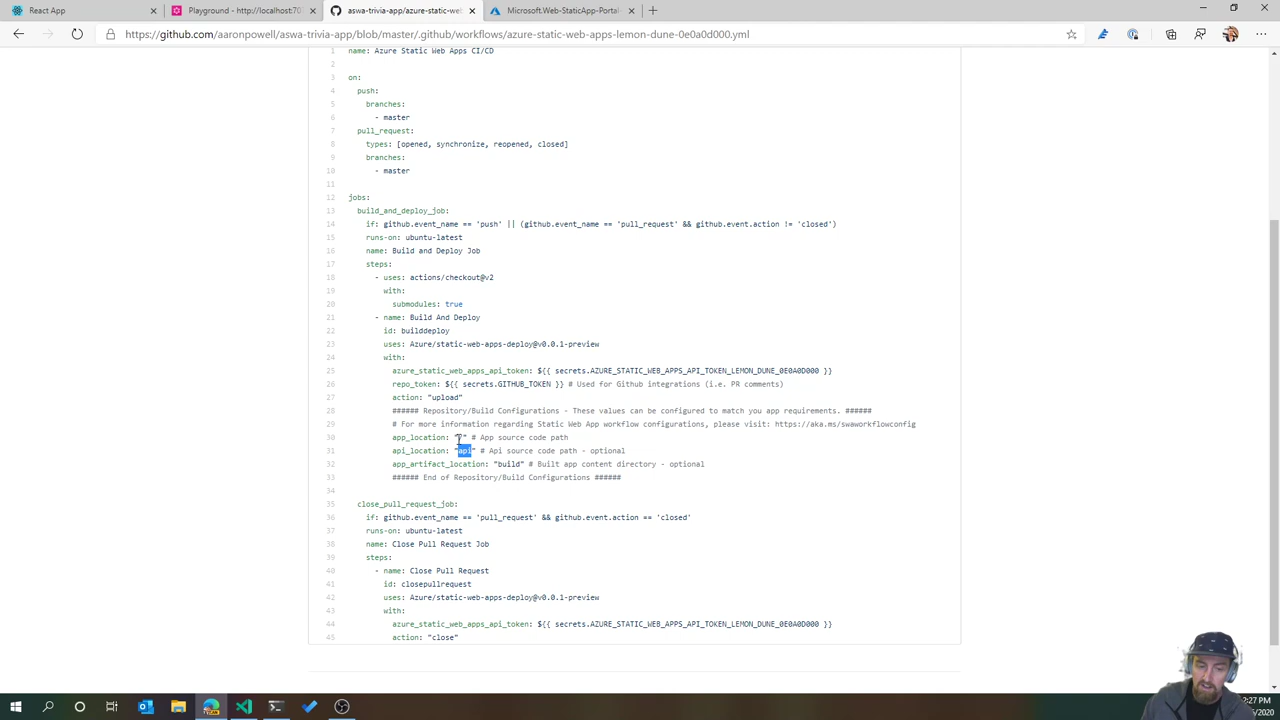 React App
Playground - http://localhost:707
aswa-trivia-app/azure-static-web
Microsoft.Web-StaticApp-Portal
https://github.com/aaronpowell/aswa-trivia-app/blob/master/.github/workflows/azure-static-web-apps-lemon-dune-0e0a0d000.yml
1 name: Azure Static Web Apps CI/CD
2
3 on:
4 push:
5 branches:
6 - master
7 pull_request:
8 types: [opened, synchronize, reopened, closed]
9 branches:
10 - master
11
12 jobs:
13 build_and_deploy_job:
14 if: github.event_name == 'push' || (github.event_name == 'pull_request' && github.event.action != 'closed')
15 runs-on: ubuntu-latest
16 name: Build and Deploy Job
17 steps:
18 - uses: actions/checkout@v2
19 with:
20 submodules: true
21 - name: Build And Deploy
22 id: builddeploy
23 uses: Azure/static-web-apps-deploy@v0.0.1-preview
24 with:
25 azure_static_web_apps_api_token: ${{ secrets.AZURE_STATIC_WEB_APPS_API_TOKEN_LEMON_DUNE_0E0A0D000 }}
26 repo_token: ${{ secrets.GITHUB_TOKEN }} # Used for Github integrations (i.e. PR comments)
27 action: "upload"
28 ###### Repository/Build Configurations - These values can be configured to match you app requirements. ######
29 # For more information regarding Static Web App workflow configurations, please visit: https://aka.ms/swaworkflowconfig
30 app_location: " " # App source code path
31 api_location: "api" # Api source code path - optional
32 app_artifact_location: "build" # Built app content directory - optional
33 ###### End of Repository/Build Configurations ######
34
35 close_pull_request_job:
36 if: github.event_name == 'pull_request' && github.event.action == 'closed'
37 runs-on: ubuntu-latest
38 name: Close Pull Request Job
39 steps:
40 - name: Close Pull Request
41 id: closepullrequest
42 uses: Azure/static-web-apps-deploy@v0.0.1-preview
43 with:
44 azure_static_web_apps_api_token: ${{ secrets.AZURE_STATIC_WEB_APPS_API_TOKEN_LEMON_DUNE_0E0A0D000 }}
45 action: "close"
:27 PM
/2020